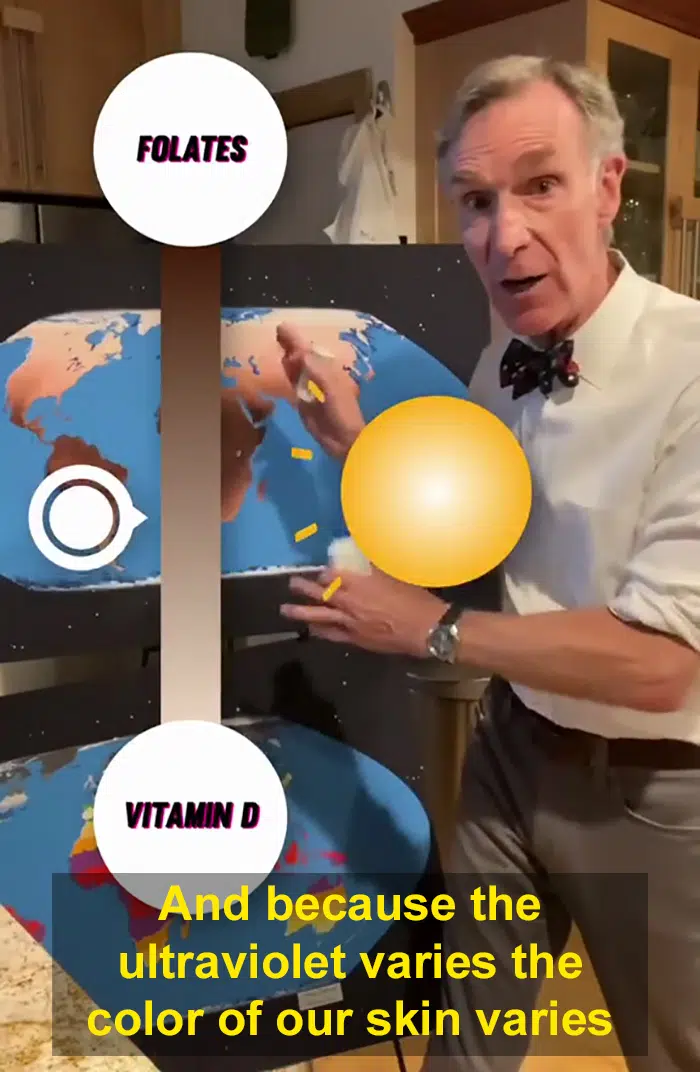 FOLATES
VITAMIN D
And because the
ultraviolet varies the
color of our skin varies